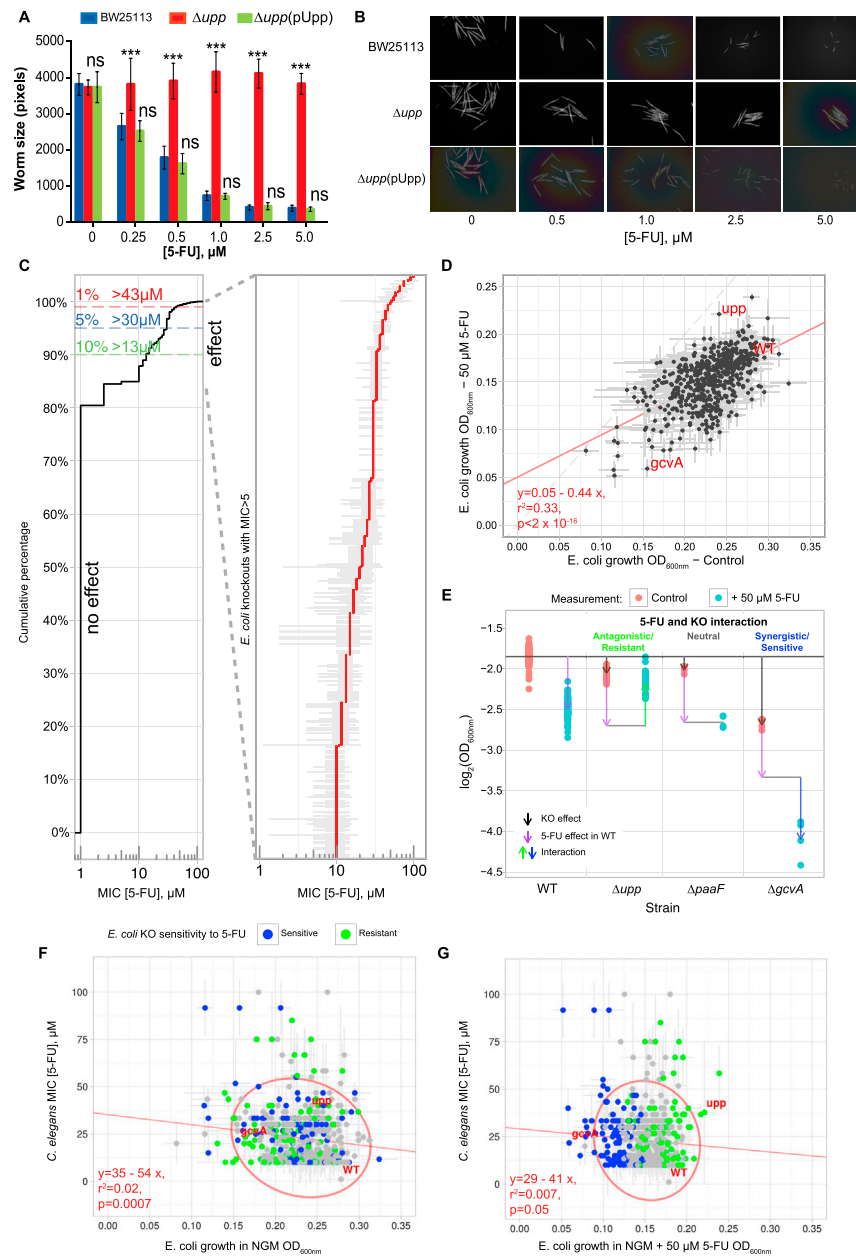 A
BW25113
Δupp
Δupp(pUpp)
Worm size (pixels)
5000
4000
3000
2000
1000
0
ns
***
ns
***
ns
***
ns
***
ns
***
ns
0
0.25
0.5
1.0
2.5
5.0
[5-FU], µM
B
BW25113
Δupp
Δupp(pUpp)
0
0.5
1.0
2.5
5.0
[5-FU], µM
C
Cumulative percentage
100%
90%
80%
70%
60%
50%
40%
30%
20%
10%
0%
1% >43µM
5% >30µM
10% >13µM
no effect
effect
1
10
100
MIC [5-FU], µM
E. coli knockouts with MIC>5
1
10
100
MIC [5-FU], µM
D
E. coli growth OD600nm − 50 µM 5-FU
0.25
0.20
0.15
0.10
0.05
0.00
upp
WT
gcvA
y=0.05 - 0.44 x,
r²=0.33,
p<2 x 10-16
0.00
0.05
0.10
0.15
0.20
0.25
0.30
0.35
E. coli growth OD600nm − Control
E
Measurement:
Control
+ 50 µM 5-FU
5-FU and KO interaction
Antagonistic/
Resistant
Neutral
Synergistic/
Sensitive
log2(OD600nm)
−1.5
−2.0
−2.5
−3.0
−3.5
−4.0
−4.5
KO effect
5-FU effect in WT
Interaction
WT
Δupp
ΔpaaF
ΔgcvA
Strain
E. coli KO sensitivity to 5-FU
Sensitive
Resistant
F
C. elegans MIC [5-FU], µM
100
75
50
25
0
upp
gcvA
WT
y=35 - 54 x,
r²=0.02,
p=0.0007
0.00
0.05
0.10
0.15
0.20
0.25
0.30
0.35
E. coli growth in NGM OD600nm
G
C. elegans MIC [5-FU], µM
100
75
50
25
0
upp
gcvA
WT
y=29 - 41 x,
r²=0.007,
p=0.05
0.00
0.05
0.10
0.15
0.20
0.25
0.30
0.35
E. coli growth in NGM + 50 µM 5-FU OD600nm